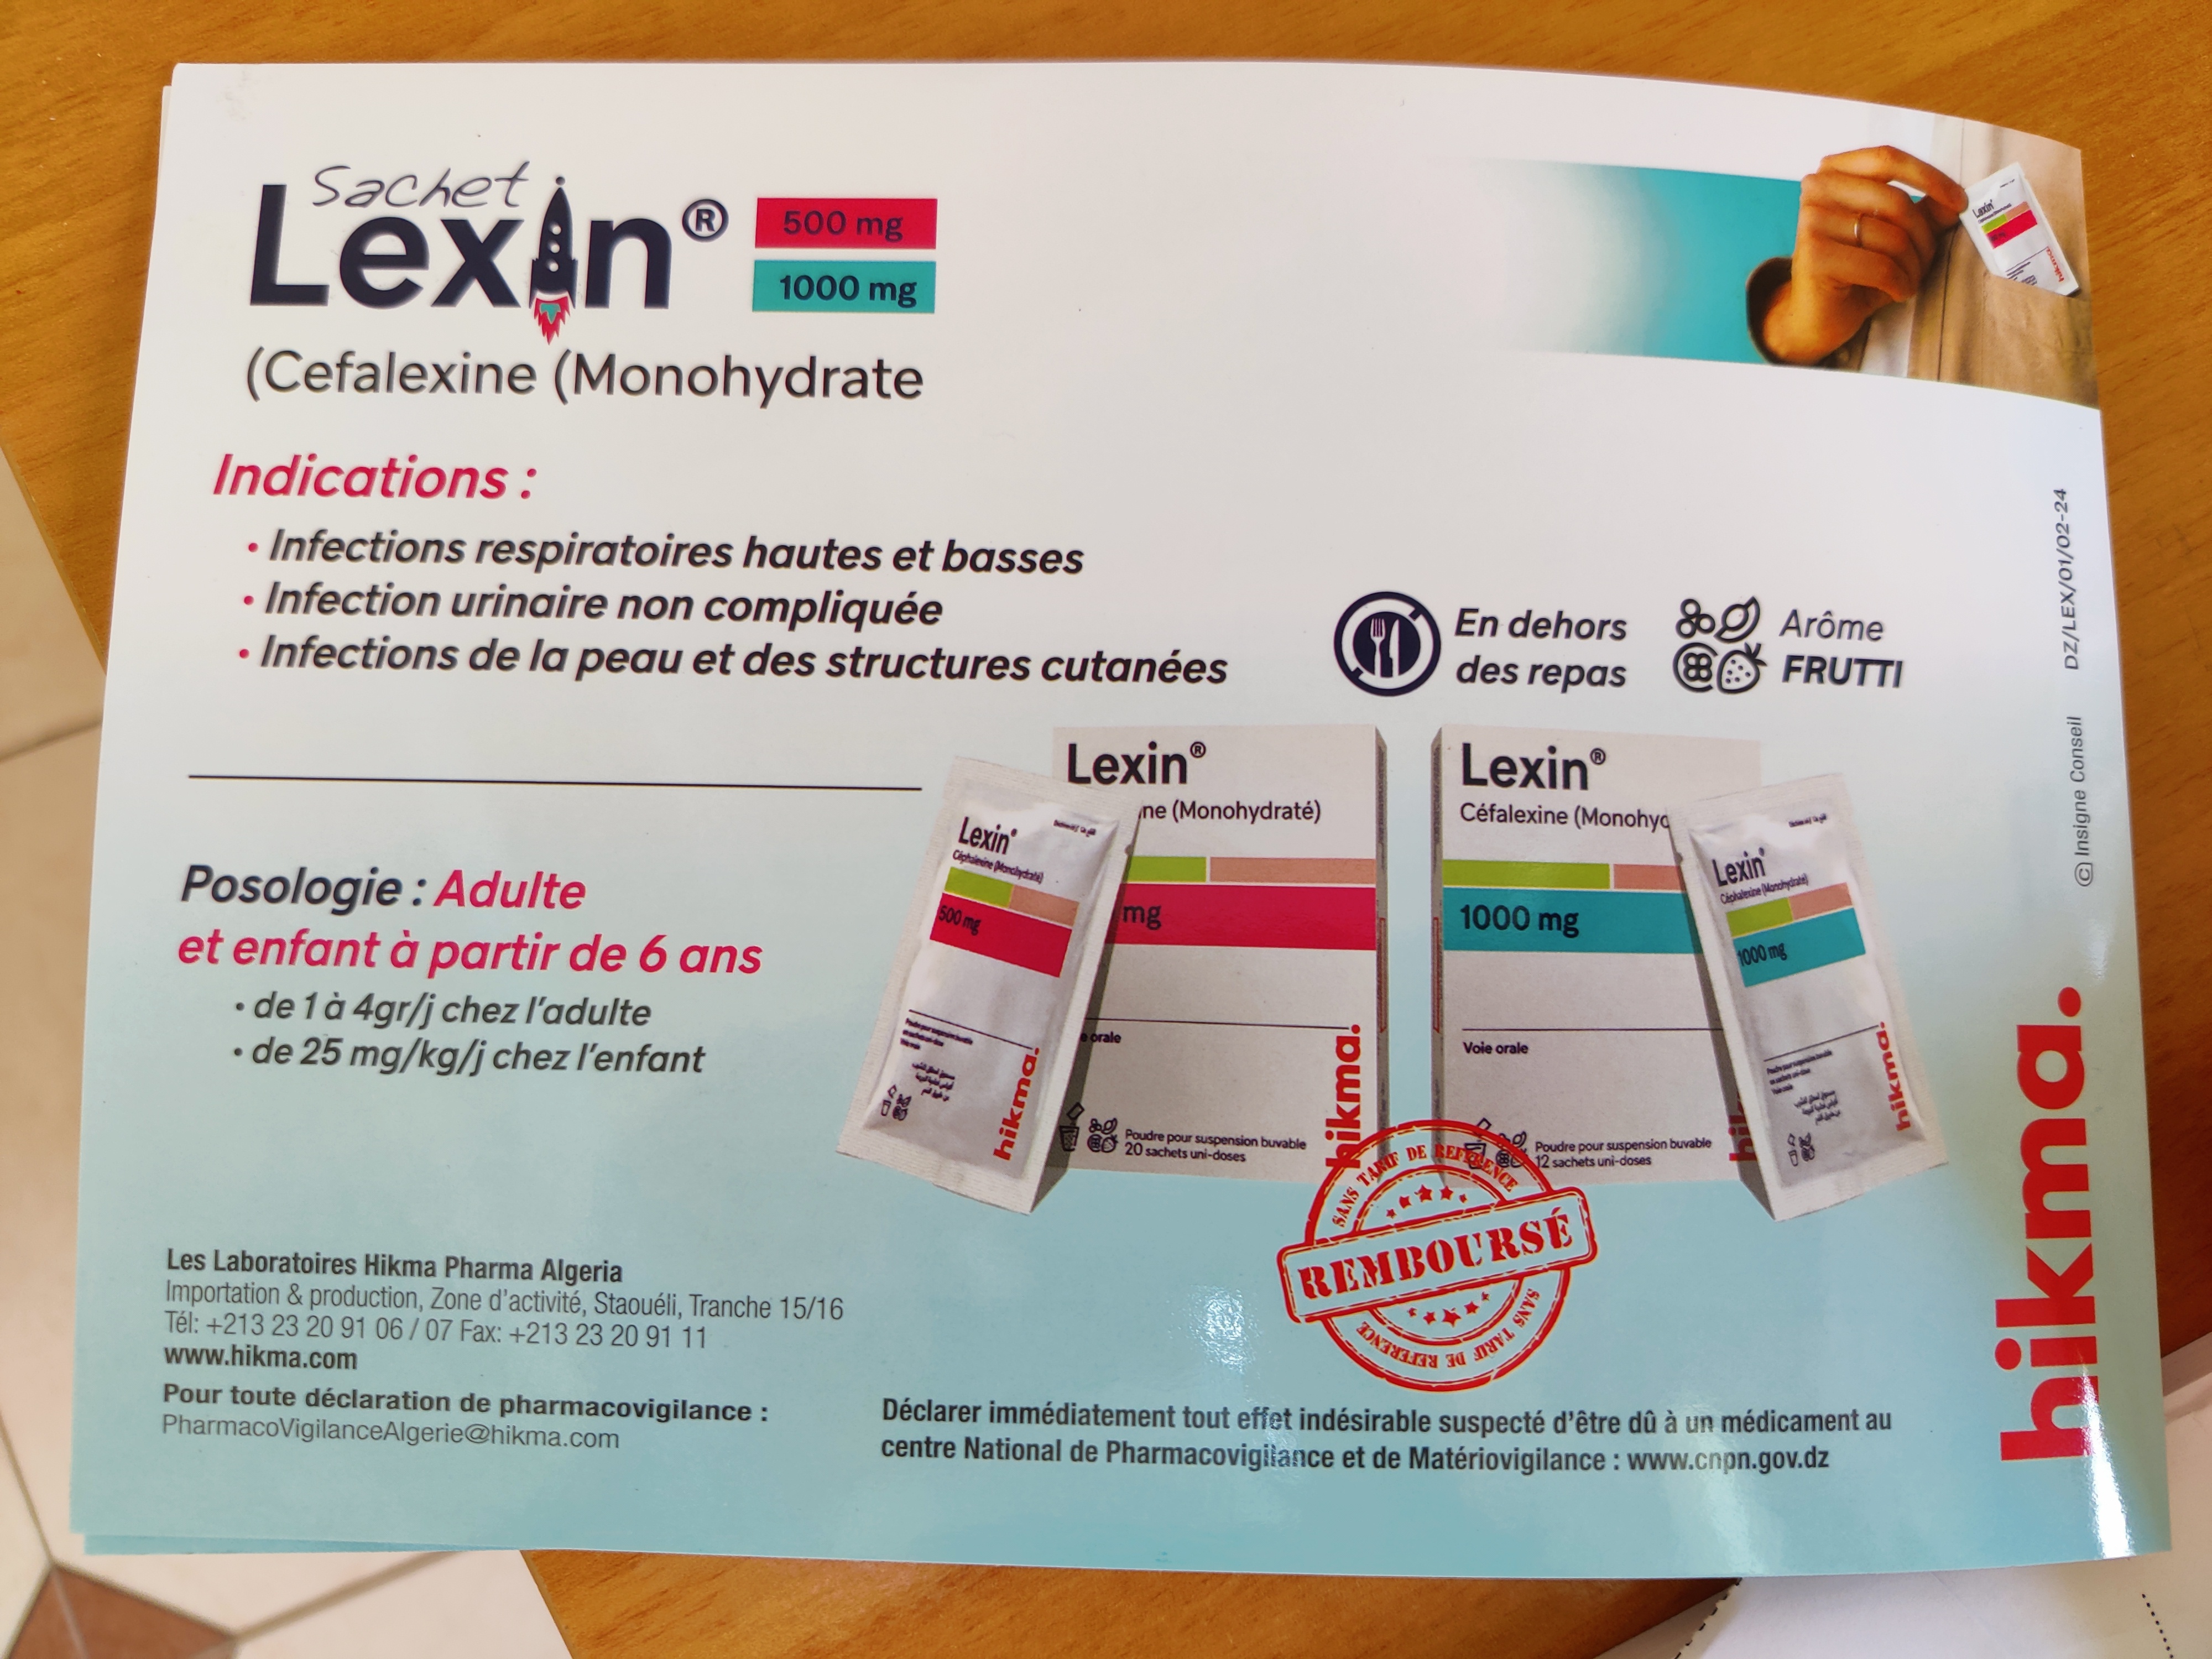 Sachet
Lexin®
500 mg
1000 mg
(Cefalexine (Monohydrate
Indications :
• Infections respiratoires hautes et basses
• Infection urinaire non compliquée
• Infections de la peau et des structures cutanées
En dehors
des repas
Arôme
FRUTTI
Posologie : Adulte
et enfant à partir de 6 ans
• de 1 à 4gr/j chez l'adulte
• de 25 mg/kg/j chez l'enfant
Lexin®
Céphalexine (Monohydraté)
500 mg
hikma.
Lexin®
ne (Monohydraté)
mg
e orale
Poudre pour suspension buvable
20 sachets uni-doses
hikma.
Lexin®
Céfalexine (Monohyd
1000 mg
Voie orale
Poudre pour suspension buvable
12 sachets uni-doses
hik
Lexin®
Céphalexine (Monohydraté)
1000 mg
hikma.
SANS TARIF DE REFERENCE
REMBOURSÉ
SANS TARIF DE REFERENCE
Les Laboratoires Hikma Pharma Algeria
Importation & production, Zone d'activité, Staouéli, Tranche 15/16
Tél: +213 23 20 91 06 / 07 Fax: +213 23 20 91 11
www.hikma.com
Pour toute déclaration de pharmacovigilance :
PharmacoVigilanceAlgerie@hikma.com
Déclarer immédiatement tout effet indésirable suspecté d'être dû à un médicament au
centre National de Pharmacovigilance et de Matériovigilance : www.cnpn.gov.dz
© Insigne Conseil DZ/LEX/01/02-24
hikma.
Lexin
hikma.